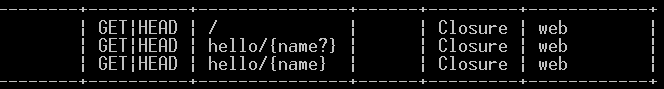 | GET|HEAD | / | | Closure | web |
| GET|HEAD | hello/{name?} | | Closure | web |
| GET|HEAD | hello/{name} | | Closure | web |